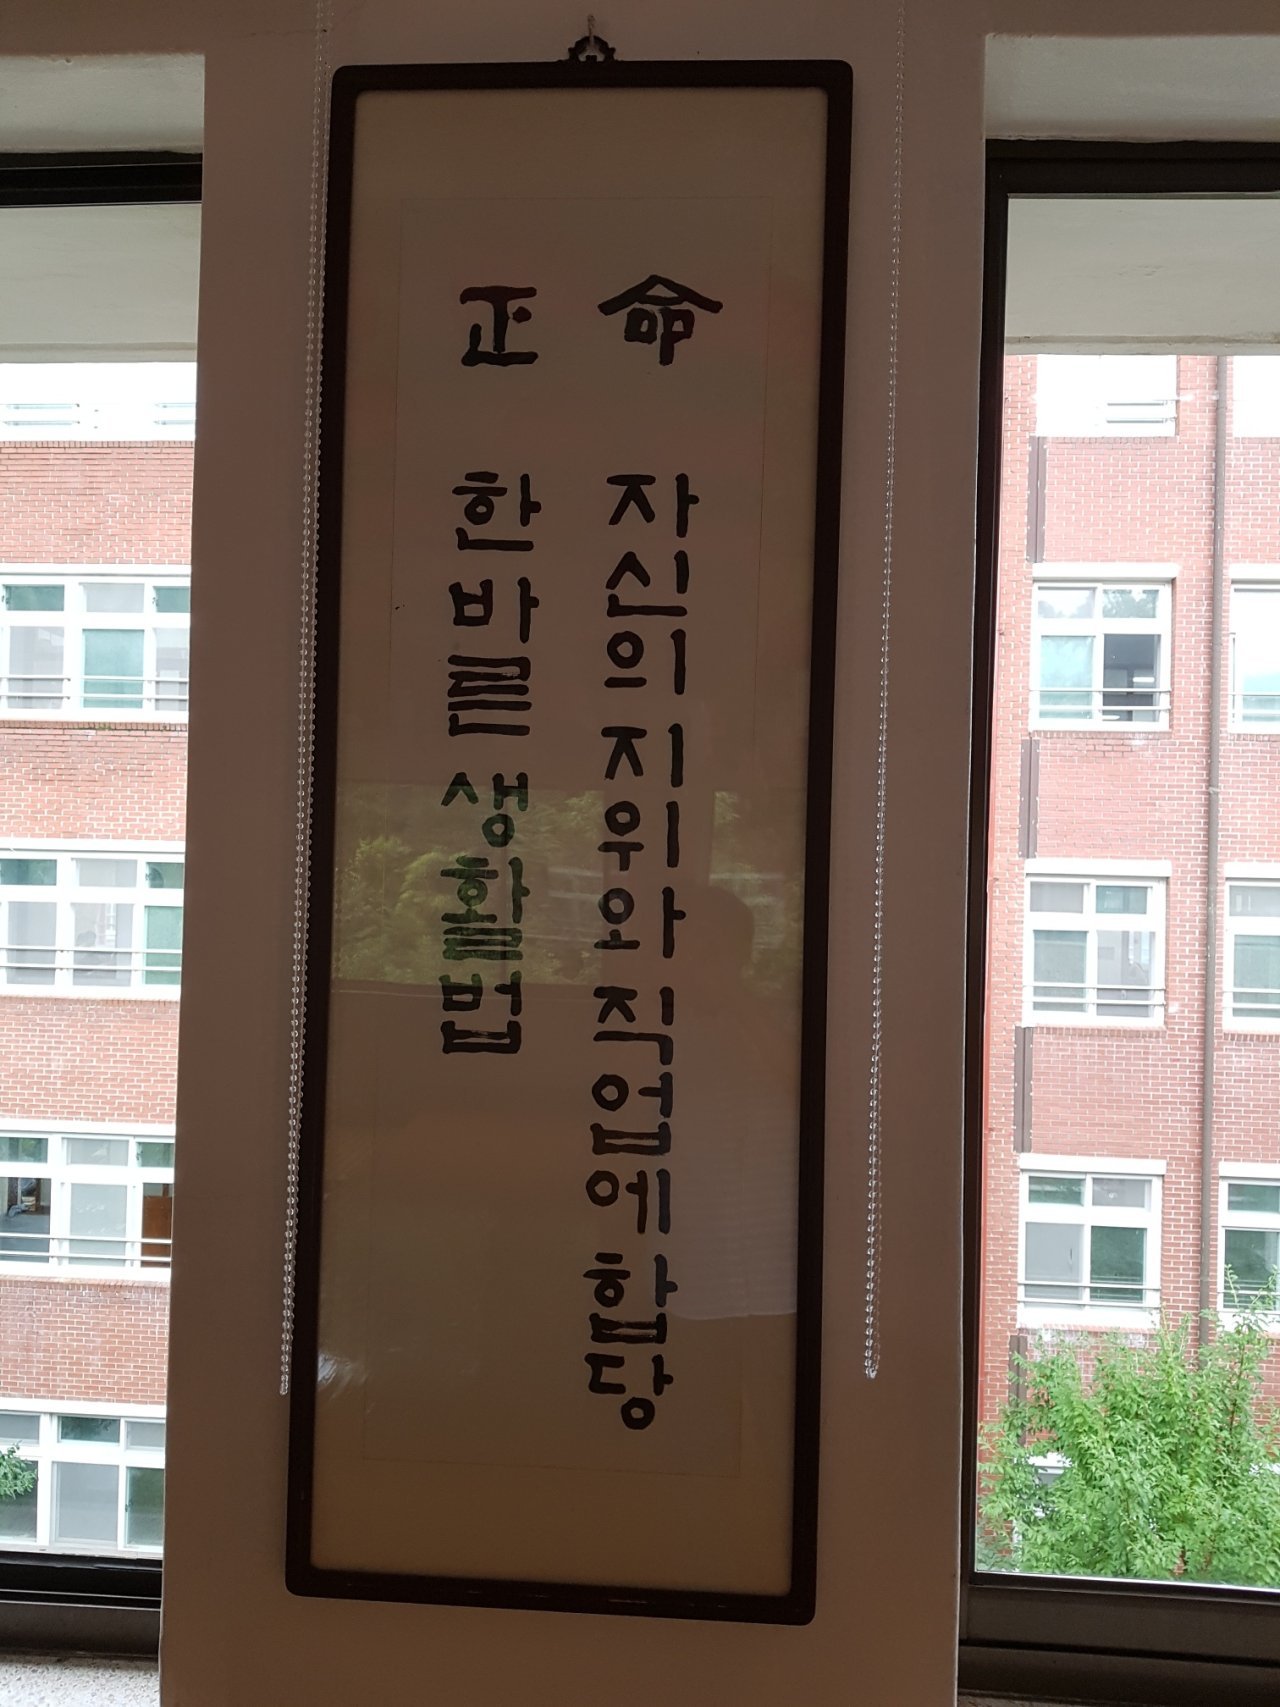 正命
자신의 지위와 직업에 합당
한 바른 생활법